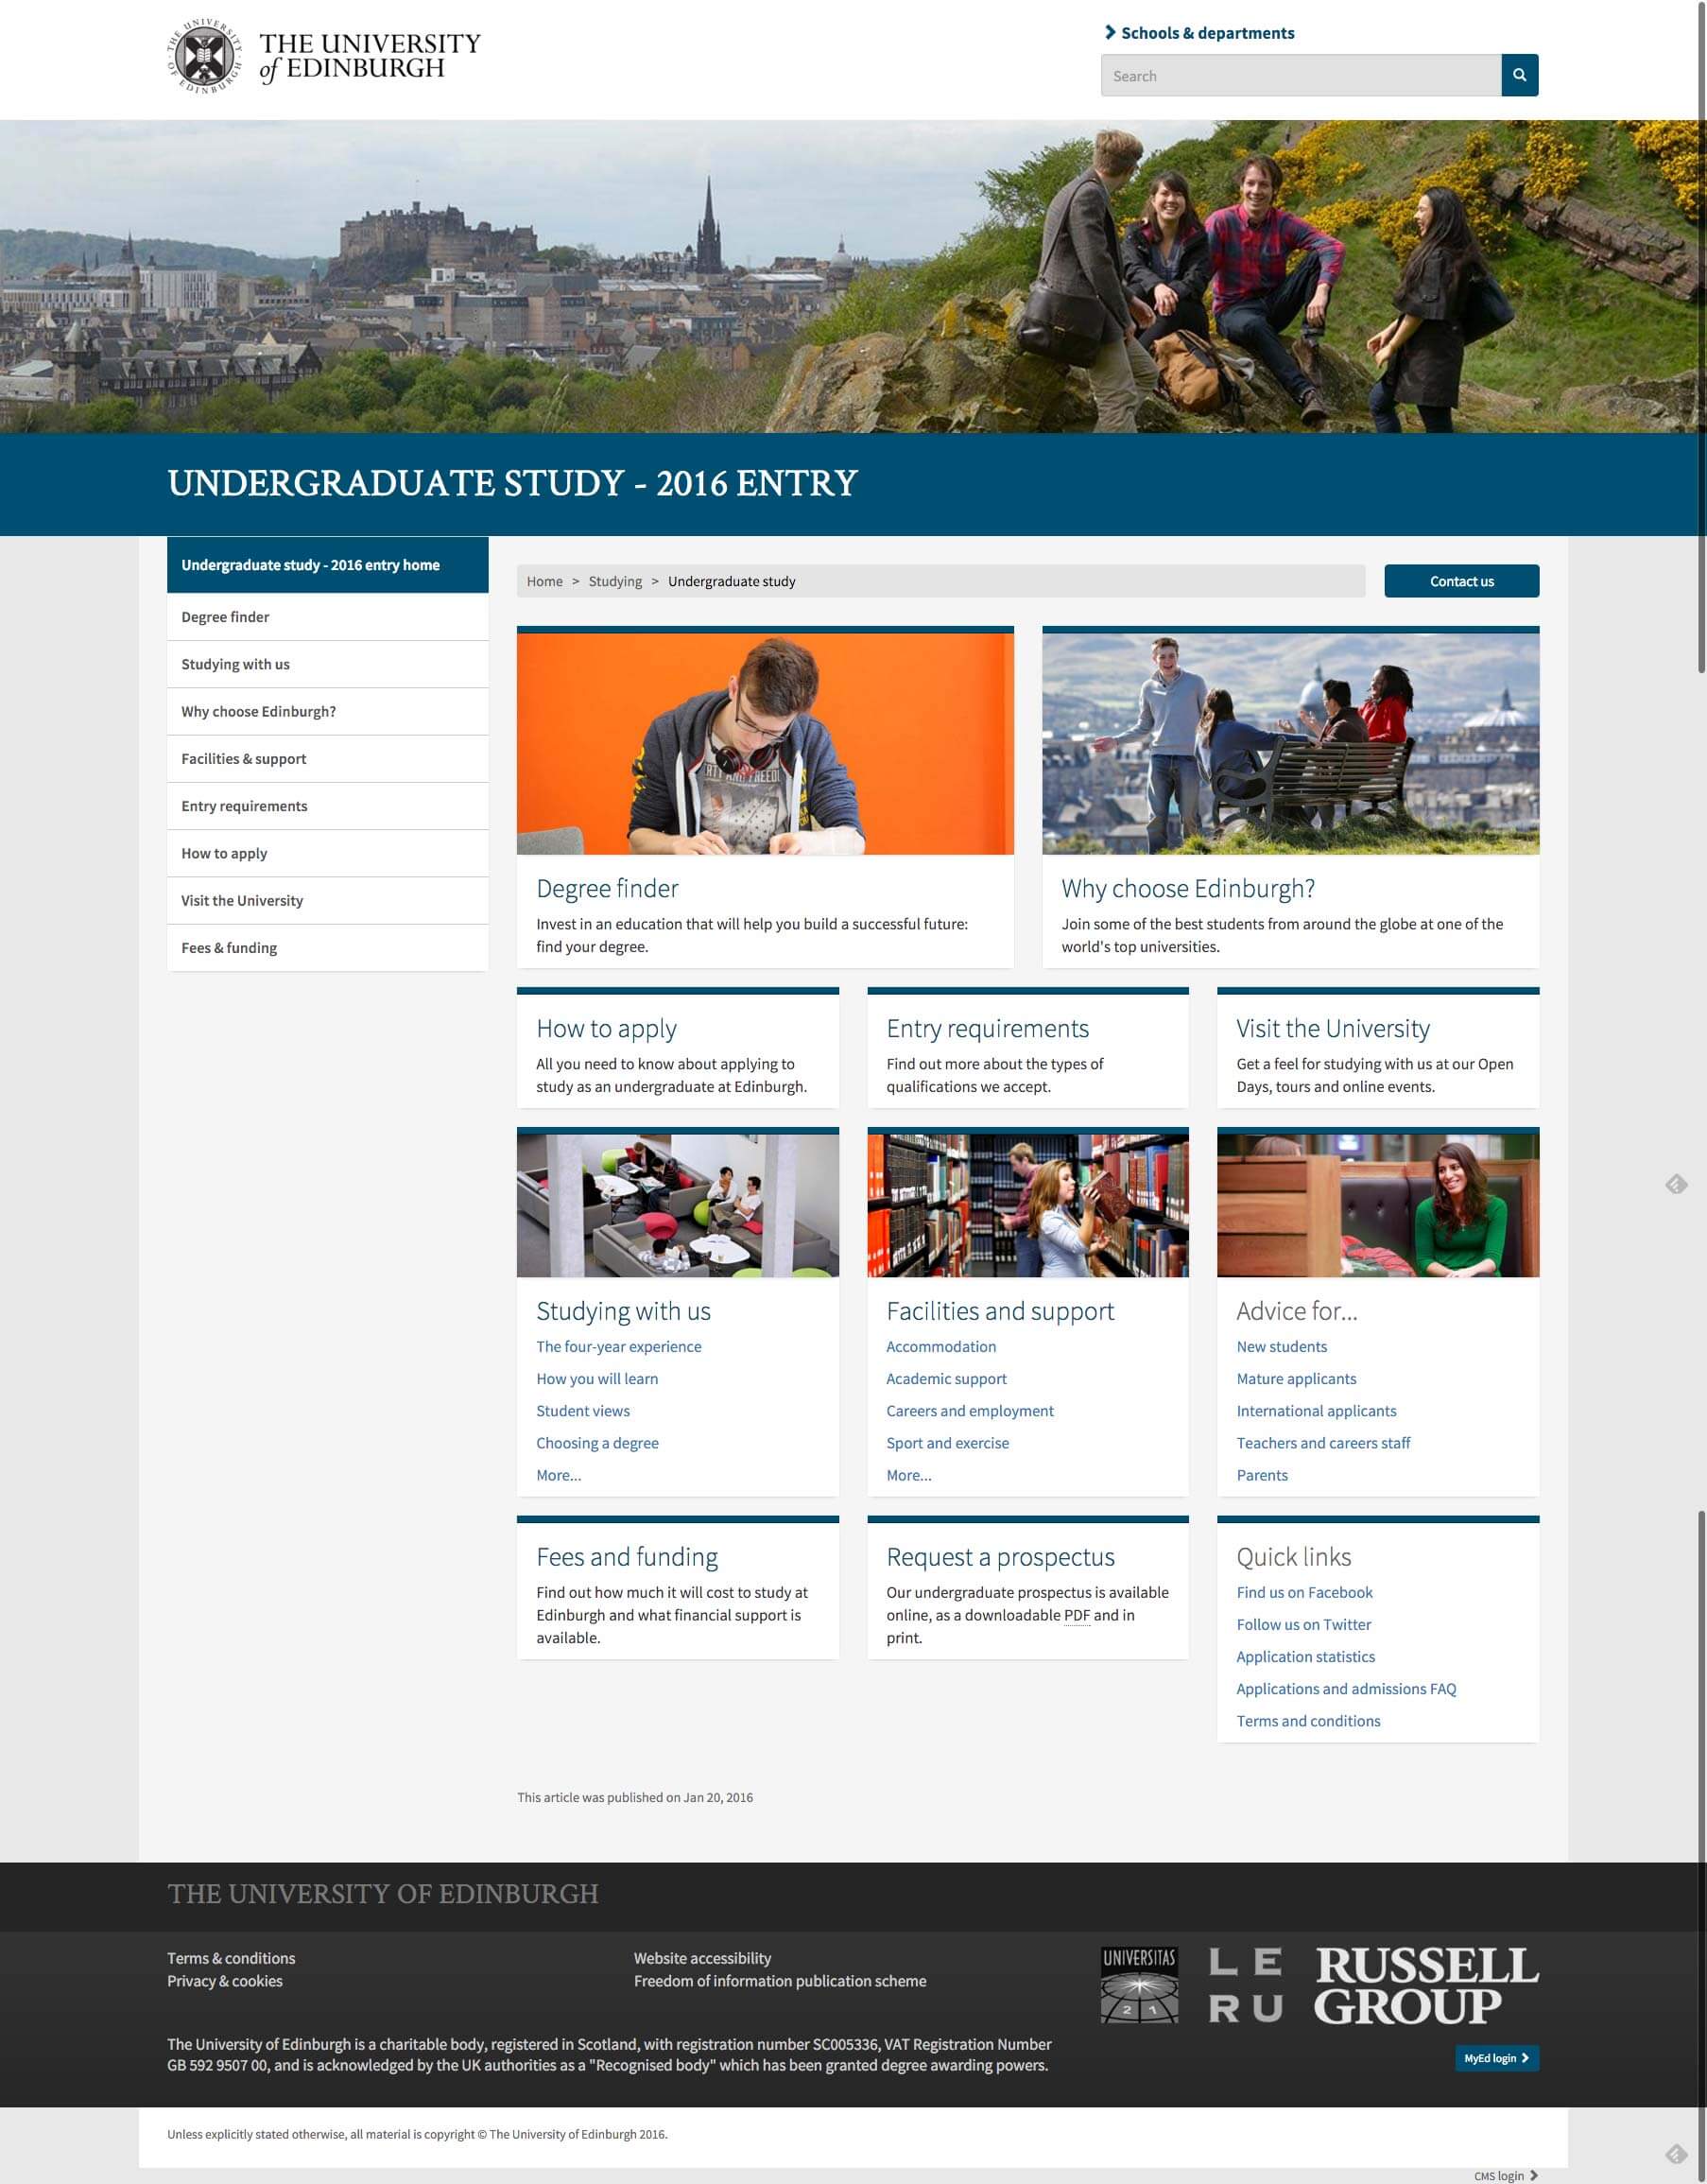 THE UNIVERSITY OF EDINBURGH
THE UNIVERSITY
of EDINBURGH
Schools & departments
Search
UNDERGRADUATE STUDY - 2016 ENTRY
Undergraduate study - 2016 entry home
Degree finder
Studying with us
Why choose Edinburgh?
Facilities & support
Entry requirements
How to apply
Visit the University
Fees & funding
Home > Studying > Undergraduate study
Contact us
Degree finder
Invest in an education that will help you build a successful future:
find your degree.
Why choose Edinburgh?
Join some of the best students from around the globe at one of the
world's top universities.
How to apply
All you need to know about applying to
study as an undergraduate at Edinburgh.
Entry requirements
Find out more about the types of
qualifications we accept.
Visit the University
Get a feel for studying with us at our Open
Days, tours and online events.
Studying with us
The four-year experience
How you will learn
Student views
Choosing a degree
More...
Facilities and support
Accommodation
Academic support
Careers and employment
Sport and exercise
More...
Advice for...
New students
Mature applicants
International applicants
Teachers and careers staff
Parents
Fees and funding
Find out how much it will cost to study at
Edinburgh and what financial support is
available.
Request a prospectus
Our undergraduate prospectus is available
online, as a downloadable PDF and in
print.
Quick links
Find us on Facebook
Follow us on Twitter
Application statistics
Applications and admissions FAQ
Terms and conditions
This article was published on Jan 20, 2016
THE UNIVERSITY OF EDINBURGH
Terms & conditions
Privacy & cookies
Website accessibility
Freedom of information publication scheme
UNIVERSITAS
2 1
L E
R U
RUSSELL
GROUP
The University of Edinburgh is a charitable body, registered in Scotland, with registration number SC005336, VAT Registration Number
GB 592 9507 00, and is acknowledged by the UK authorities as a "Recognised body" which has been granted degree awarding powers.
MyEd login
Unless explicitly stated otherwise, all material is copyright © The University of Edinburgh 2016.
CMS login